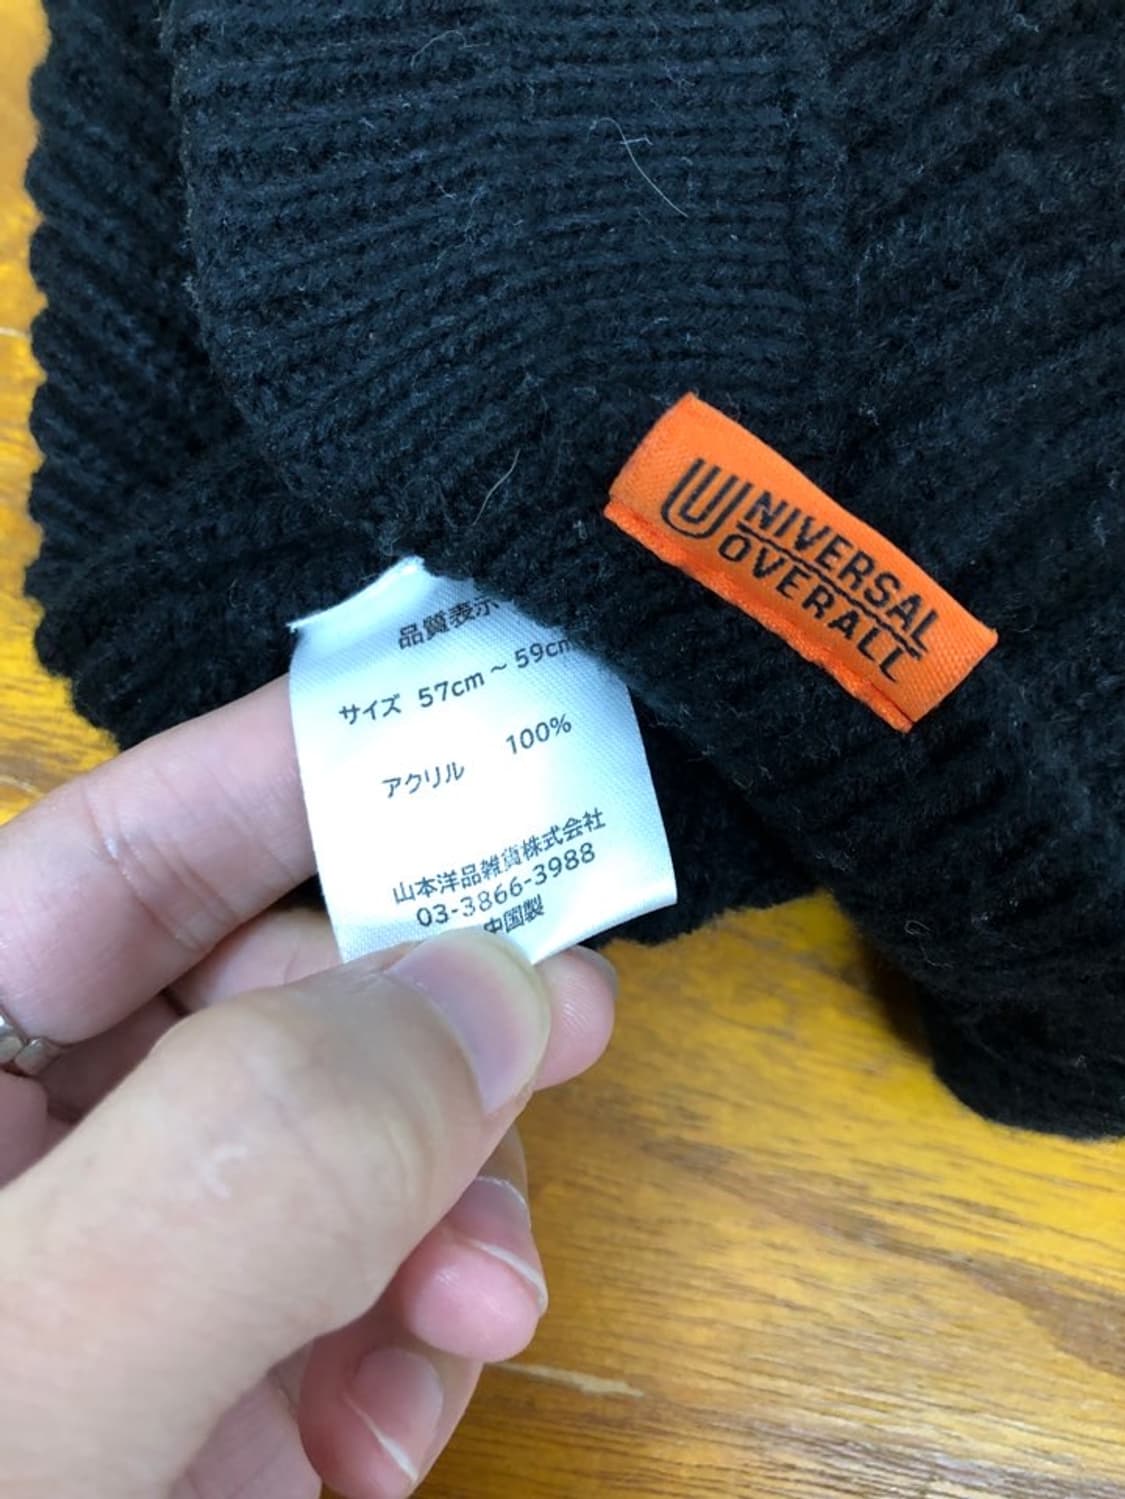 UNIVERSAL
OVERALL
品質表示
サイズ 57cm ~ 59cm
アクリル 100%
山本洋品雑貨株式会社
03-3866-3988
中国製